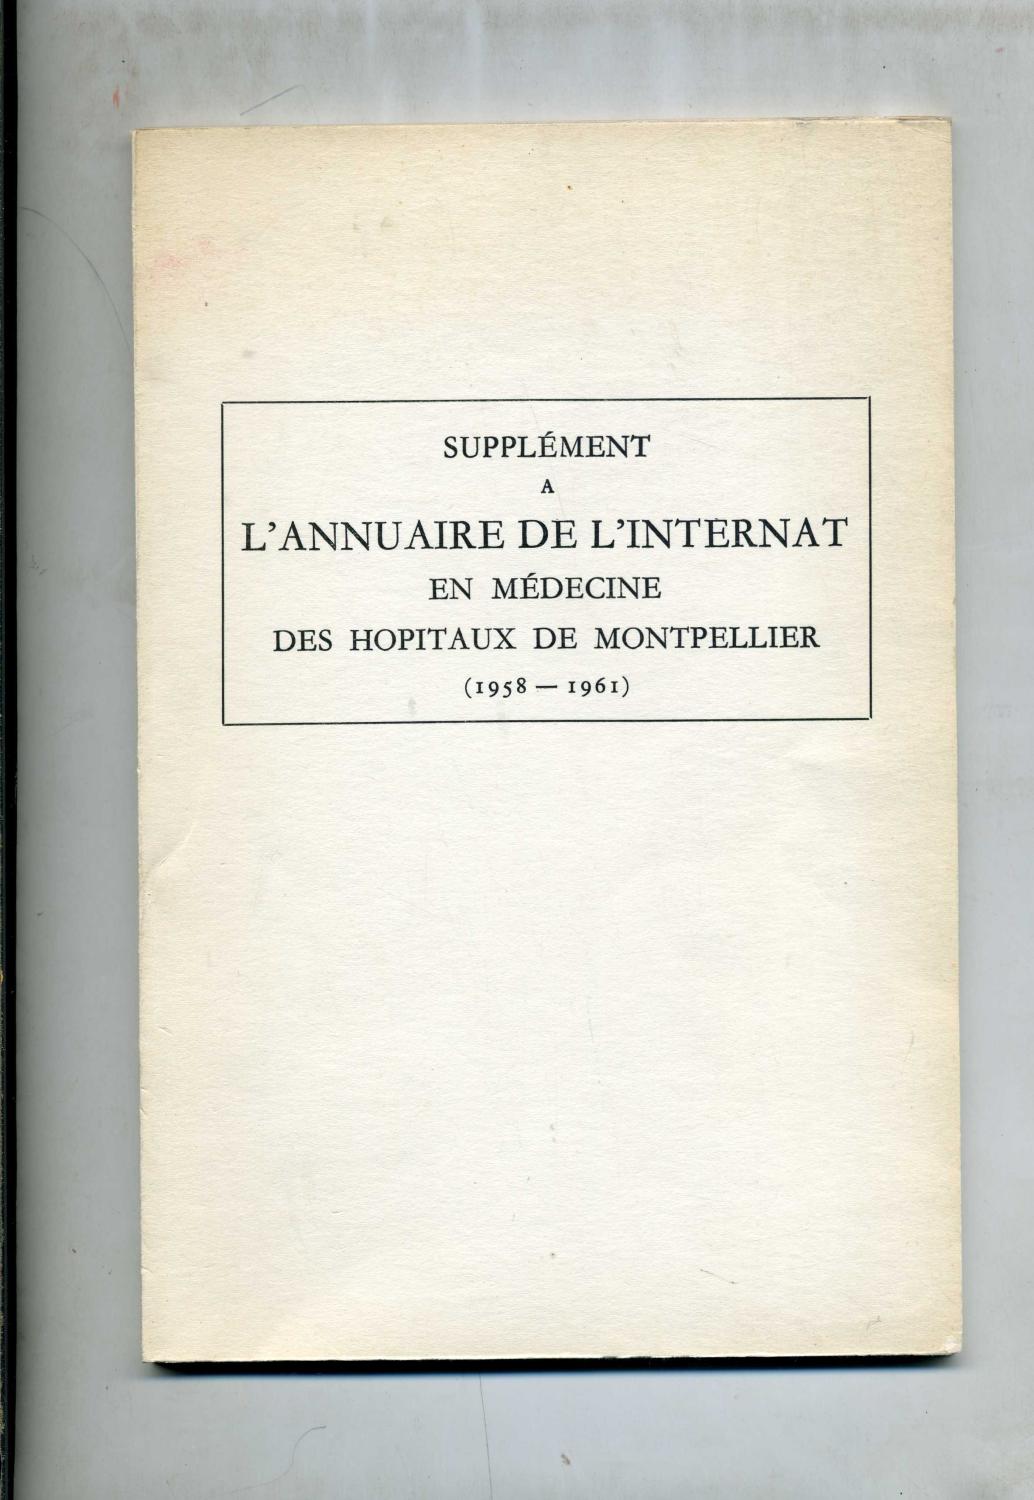 SUPPLÉMENT
A
L'ANNUAIRE DE L'INTERNAT
EN MÉDECINE
DES HOPITAUX DE MONTPELLIER
(1958 — 1961)